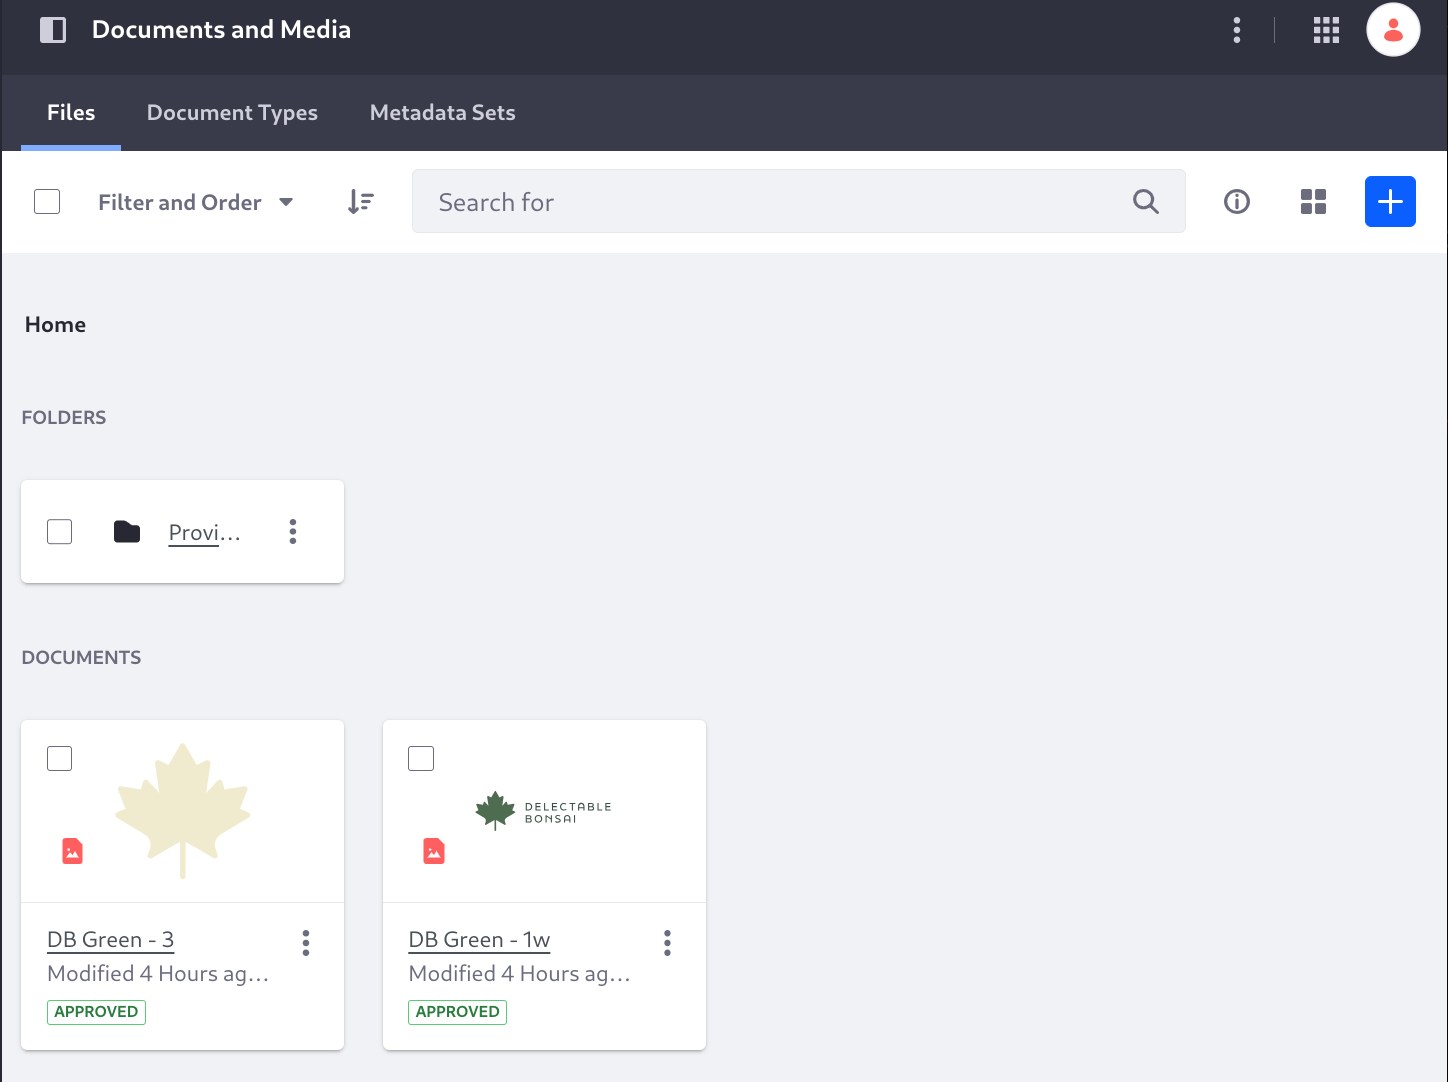 Documents and Media
Files
Document Types
Metadata Sets
Filter and Order
Search for
Home
FOLDERS
Provi...
DOCUMENTS
DELECTABLE
BONSAI
DB Green - 3
Modified 4 Hours ag...
APPROVED
DB Green - 1w
Modified 4 Hours ag...
APPROVED